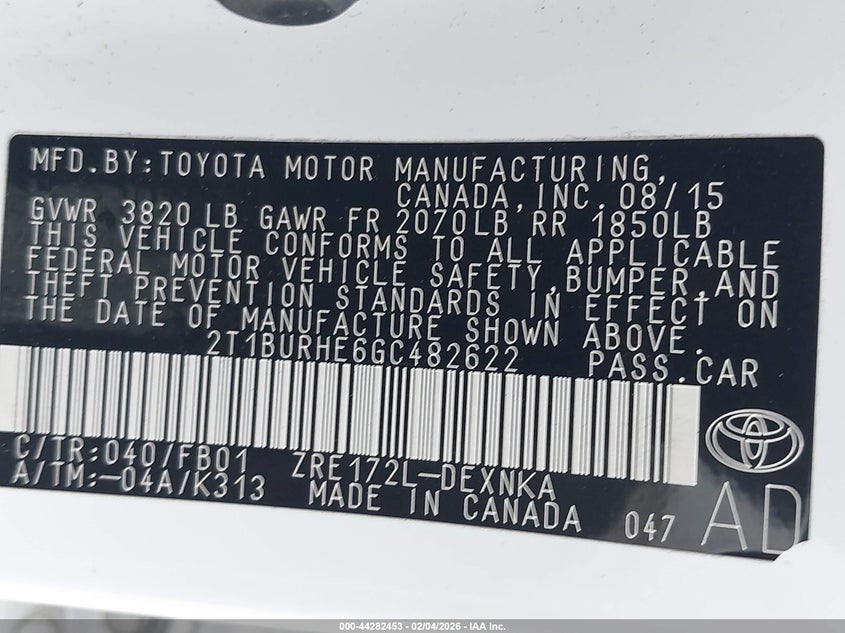 MFD.BY:TOYOTA MOTOR MANUFACTURING,
CANADA,INC. 08/15
GVWR 3820 LB GAWR FR 2070LB RR 1850LB
THIS VEHICLE CONFORMS TO ALL APPLICABLE
FEDERAL MOTOR VEHICLE SAFETY,BUMPER,AND
THEFT PREVENTION STANDARDS IN EFFECT ON
THE DATE OF MANUFACTURE SHOWN ABOVE.
2T1BURHE6GC482622 PASS.CAR
C/TR:040/FB01 ZRE172L-DEXNKA
A/TM:-04A/K313 MADE IN CANADA 047 AD
000-44282453 - 02/04/2026 - IAA Inc.